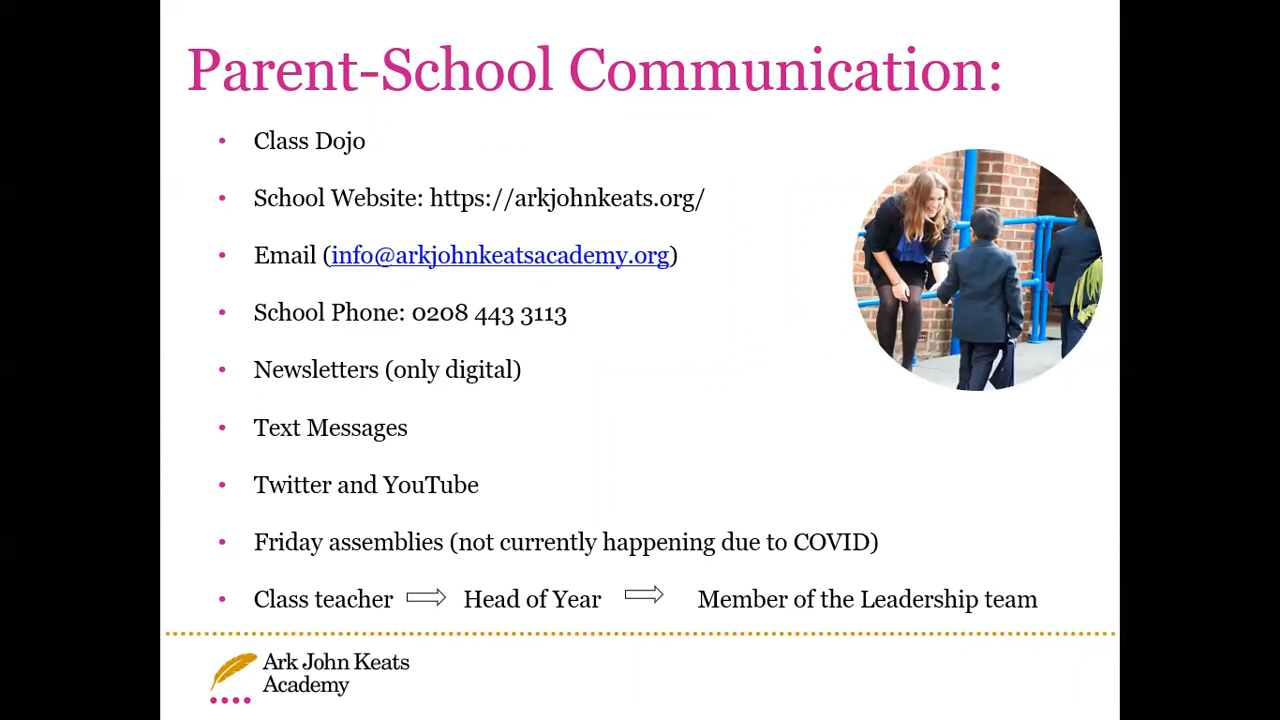 Parent-School Communication:
• Class Dojo
• School Website: https://arkjohnkeats.org/
• Email (info@arkjohnkeatsacademy.org)
• School Phone: 0208 443 3113
• Newsletters (only digital)
• Text Messages
• Twitter and YouTube
• Friday assemblies (not currently happening due to COVID)
• Class teacher ⇨ Head of Year ⇨ Member of the Leadership team
Ark John Keats
Academy